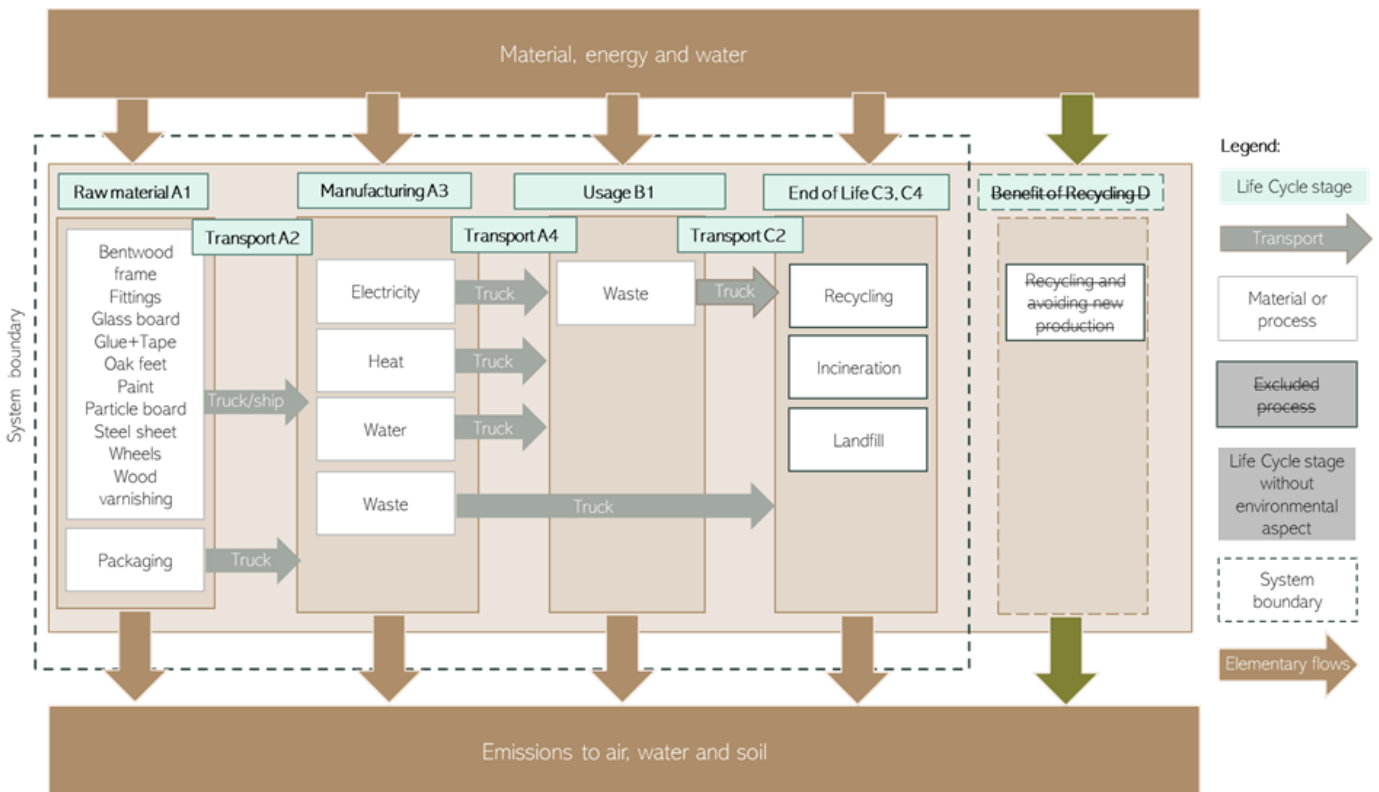 Material, energy and water
System boundary
Raw material A1
Manufacturing A3
Usage B1
End of Life C3, C4
Benefit of Recycling D
Transport A2
Transport A4
Transport C2
Bentwood
frame
Fittings
Glass board
Glue+Tape
Oak feet
Paint
Particle board
Steel sheet
Wheels
Wood
varnishing
Packaging
Truck/ship
Truck
Electricity
Heat
Water
Waste
Truck
Truck
Truck
Truck
Waste
Truck
Recycling
Incineration
Landfill
Recycling and
avoiding new
production
Legend:
Life Cycle stage
Transport
Material or
process
Excluded
process
Life Cycle stage
without
environmental
aspect
System
boundary
Elementary flows
Emissions to air, water and soil